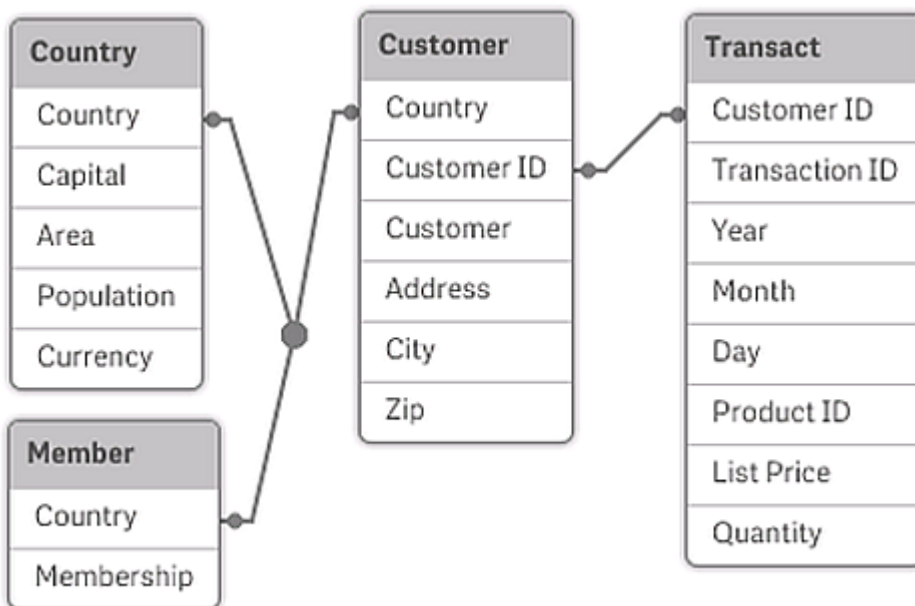 Country
Country
Capital
Area
Population
Currency
Member
Country
Membership
Customer
Country
Customer ID
Customer
Address
City
Zip
Transact
Customer ID
Transaction ID
Year
Month
Day
Product ID
List Price
Quantity